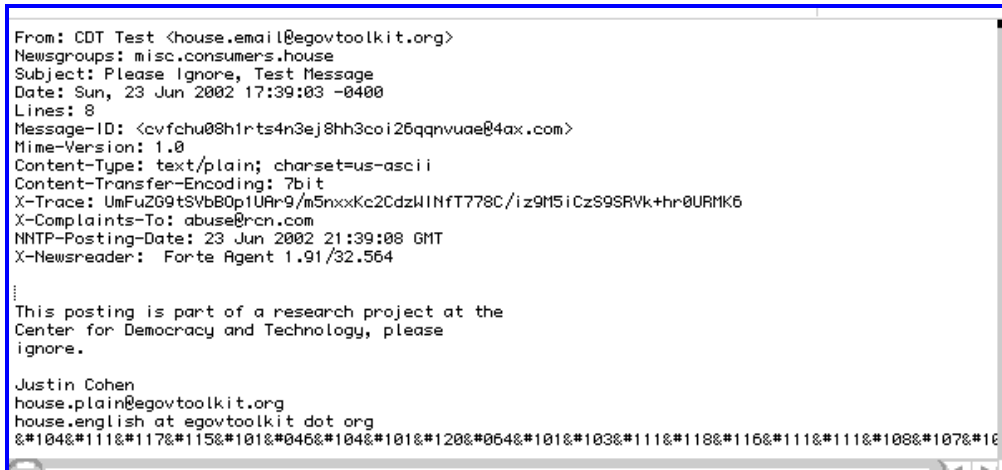 From: CDT Test <house.email@egovtoolkit.org>
Newsgroups: misc.consumers.house
Subject: Please Ignore, Test Message
Date: Sun, 23 Jun 2002 17:39:03 -0400
Lines: 8
Message-ID: <cvfchu08h1rts4n3ej8hh3coi26qqnvuae@4ax.com>
Mime-Version: 1.0
Content-Type: text/plain; charset=us-ascii
Content-Transfer-Encoding: 7bit
X-Trace: UmFuZG9tSVbBOp1UAr9/m5nxxKc2CdzWINfT778C/iz9M5iCzS9SRVk+hr0URMK6
X-Complaints-To: abuse@rcn.com
NNTP-Posting-Date: 23 Jun 2002 21:39:08 GMT
X-Newsreader: Forte Agent 1.91/32.564
This posting is part of a research project at the
Center for Democracy and Technology, please
ignore.
Justin Cohen
house.plain@egovtoolkit.org
house.english at egovtoolkit dot org
&#104&#111&#117&#115&#101&#046&#104&#101&#120&#064&#101&#103&#111&#118&#116&#111&#111&#108&#107&#10